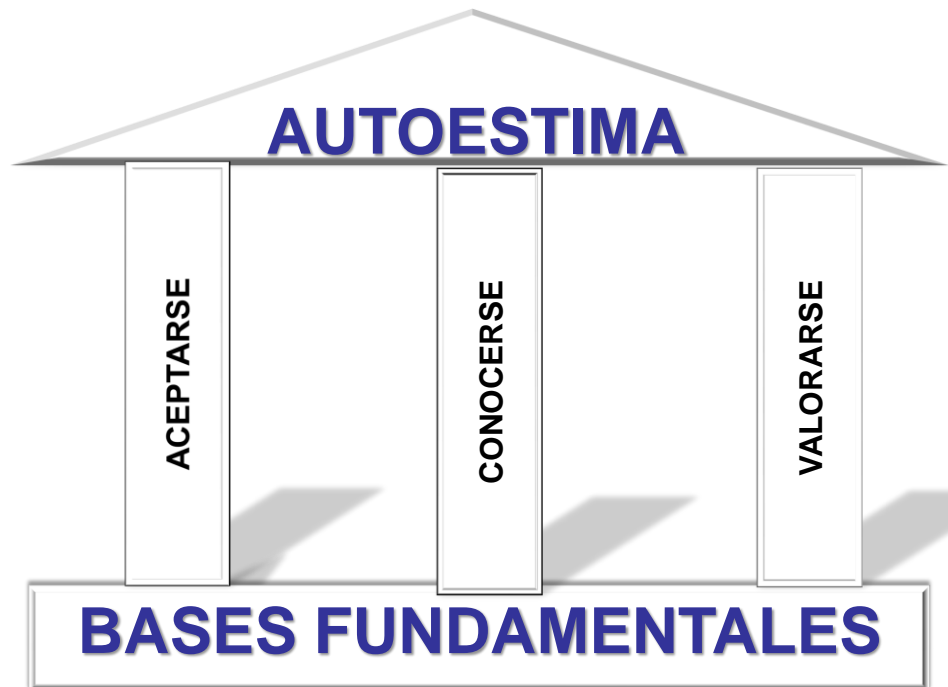 AUTOESTIMA
ACEPTARSE
CONOCERSE
VALORARSE
BASES FUNDAMENTALES